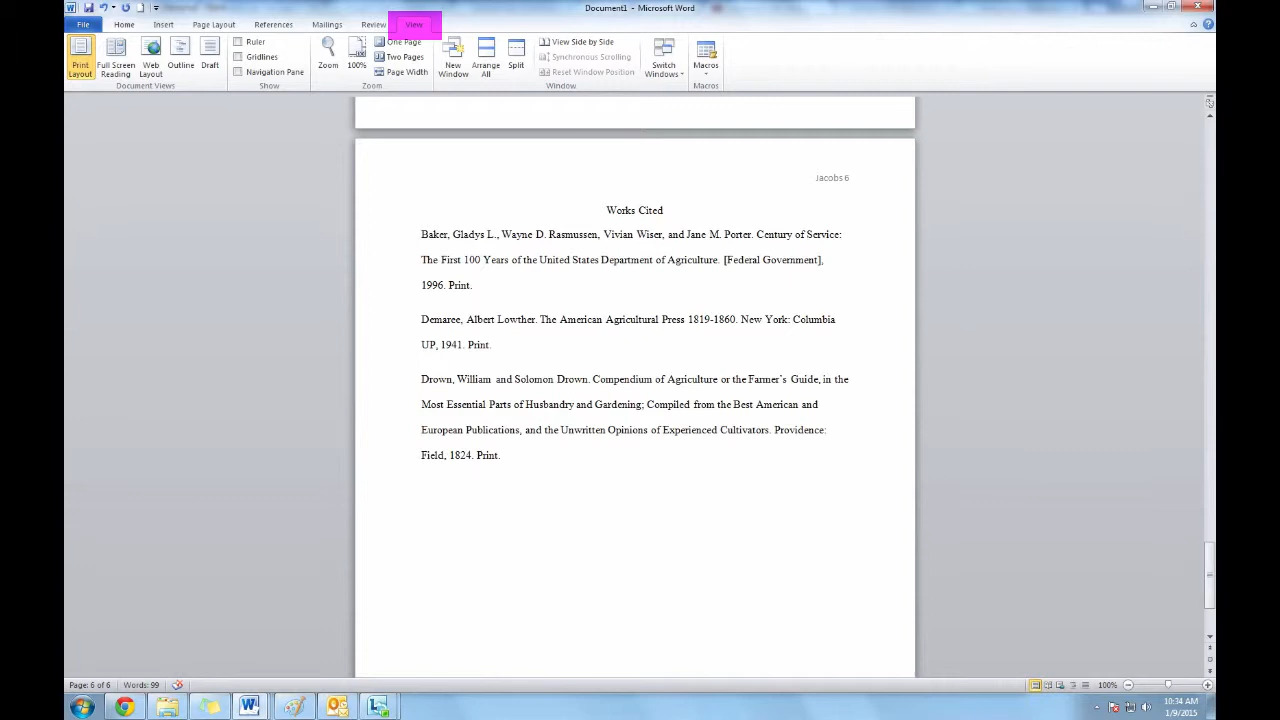 Document1 - Microsoft Word
File Home Insert Page Layout References Mailings Review View
Print Layout
Full Screen Reading
Web Layout
Outline
Draft
Document Views
Ruler
Gridlines
Navigation Pane
Show
Zoom
100%
One Page
Two Pages
Page Width
Zoom
New Window
Arrange All
Split
View Side by Side
Synchronous Scrolling
Reset Window Position
Window
Switch Windows
Macros
Macros
Jacobs 6
Works Cited
Baker, Gladys L., Wayne D. Rasmussen, Vivian Wiser, and Jane M. Porter. Century of Service:
The First 100 Years of the United States Department of Agriculture. [Federal Government],
1996. Print.
Demaree, Albert Lowther. The American Agricultural Press 1819-1860. New York: Columbia
UP, 1941. Print.
Drown, William and Solomon Drown. Compendium of Agriculture or the Farmer's Guide, in the
Most Essential Parts of Husbandry and Gardening; Compiled from the Best American and
European Publications, and the Unwritten Opinions of Experienced Cultivators. Providence:
Field, 1824. Print.
Page: 6 of 6 Words: 99
100%
10:34 AM
1/9/2015